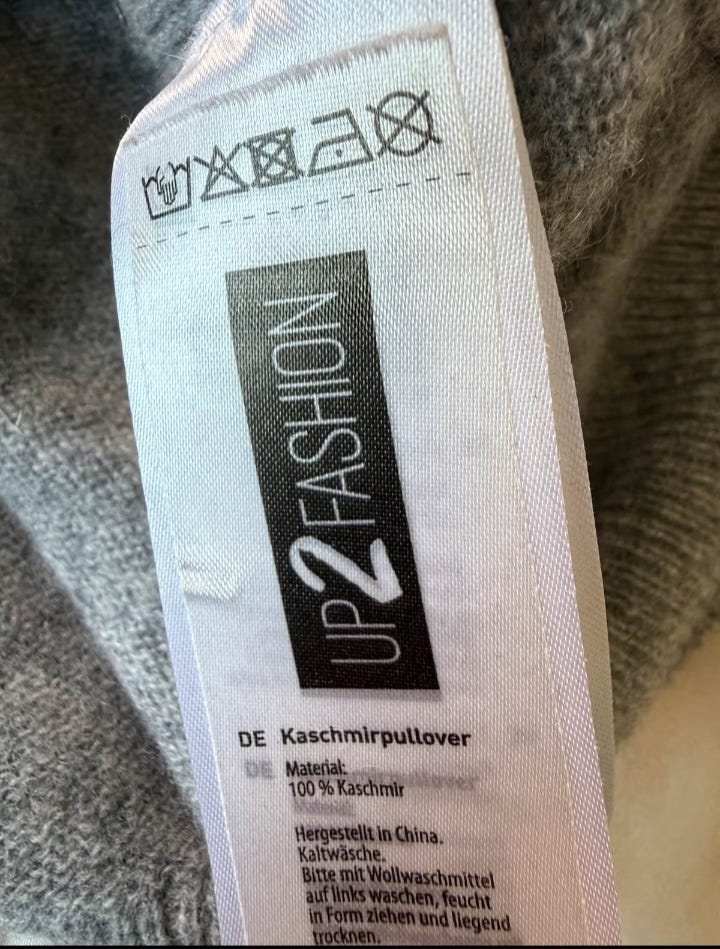 UP2FASHION
DE Kaschmirpullover
Material:
100 % Kaschmir
Hergestellt in China.
Kaltwäsche.
Bitte mit Wollwaschmittel
auf links waschen, feucht
in Form ziehen und liegend
trocknen.